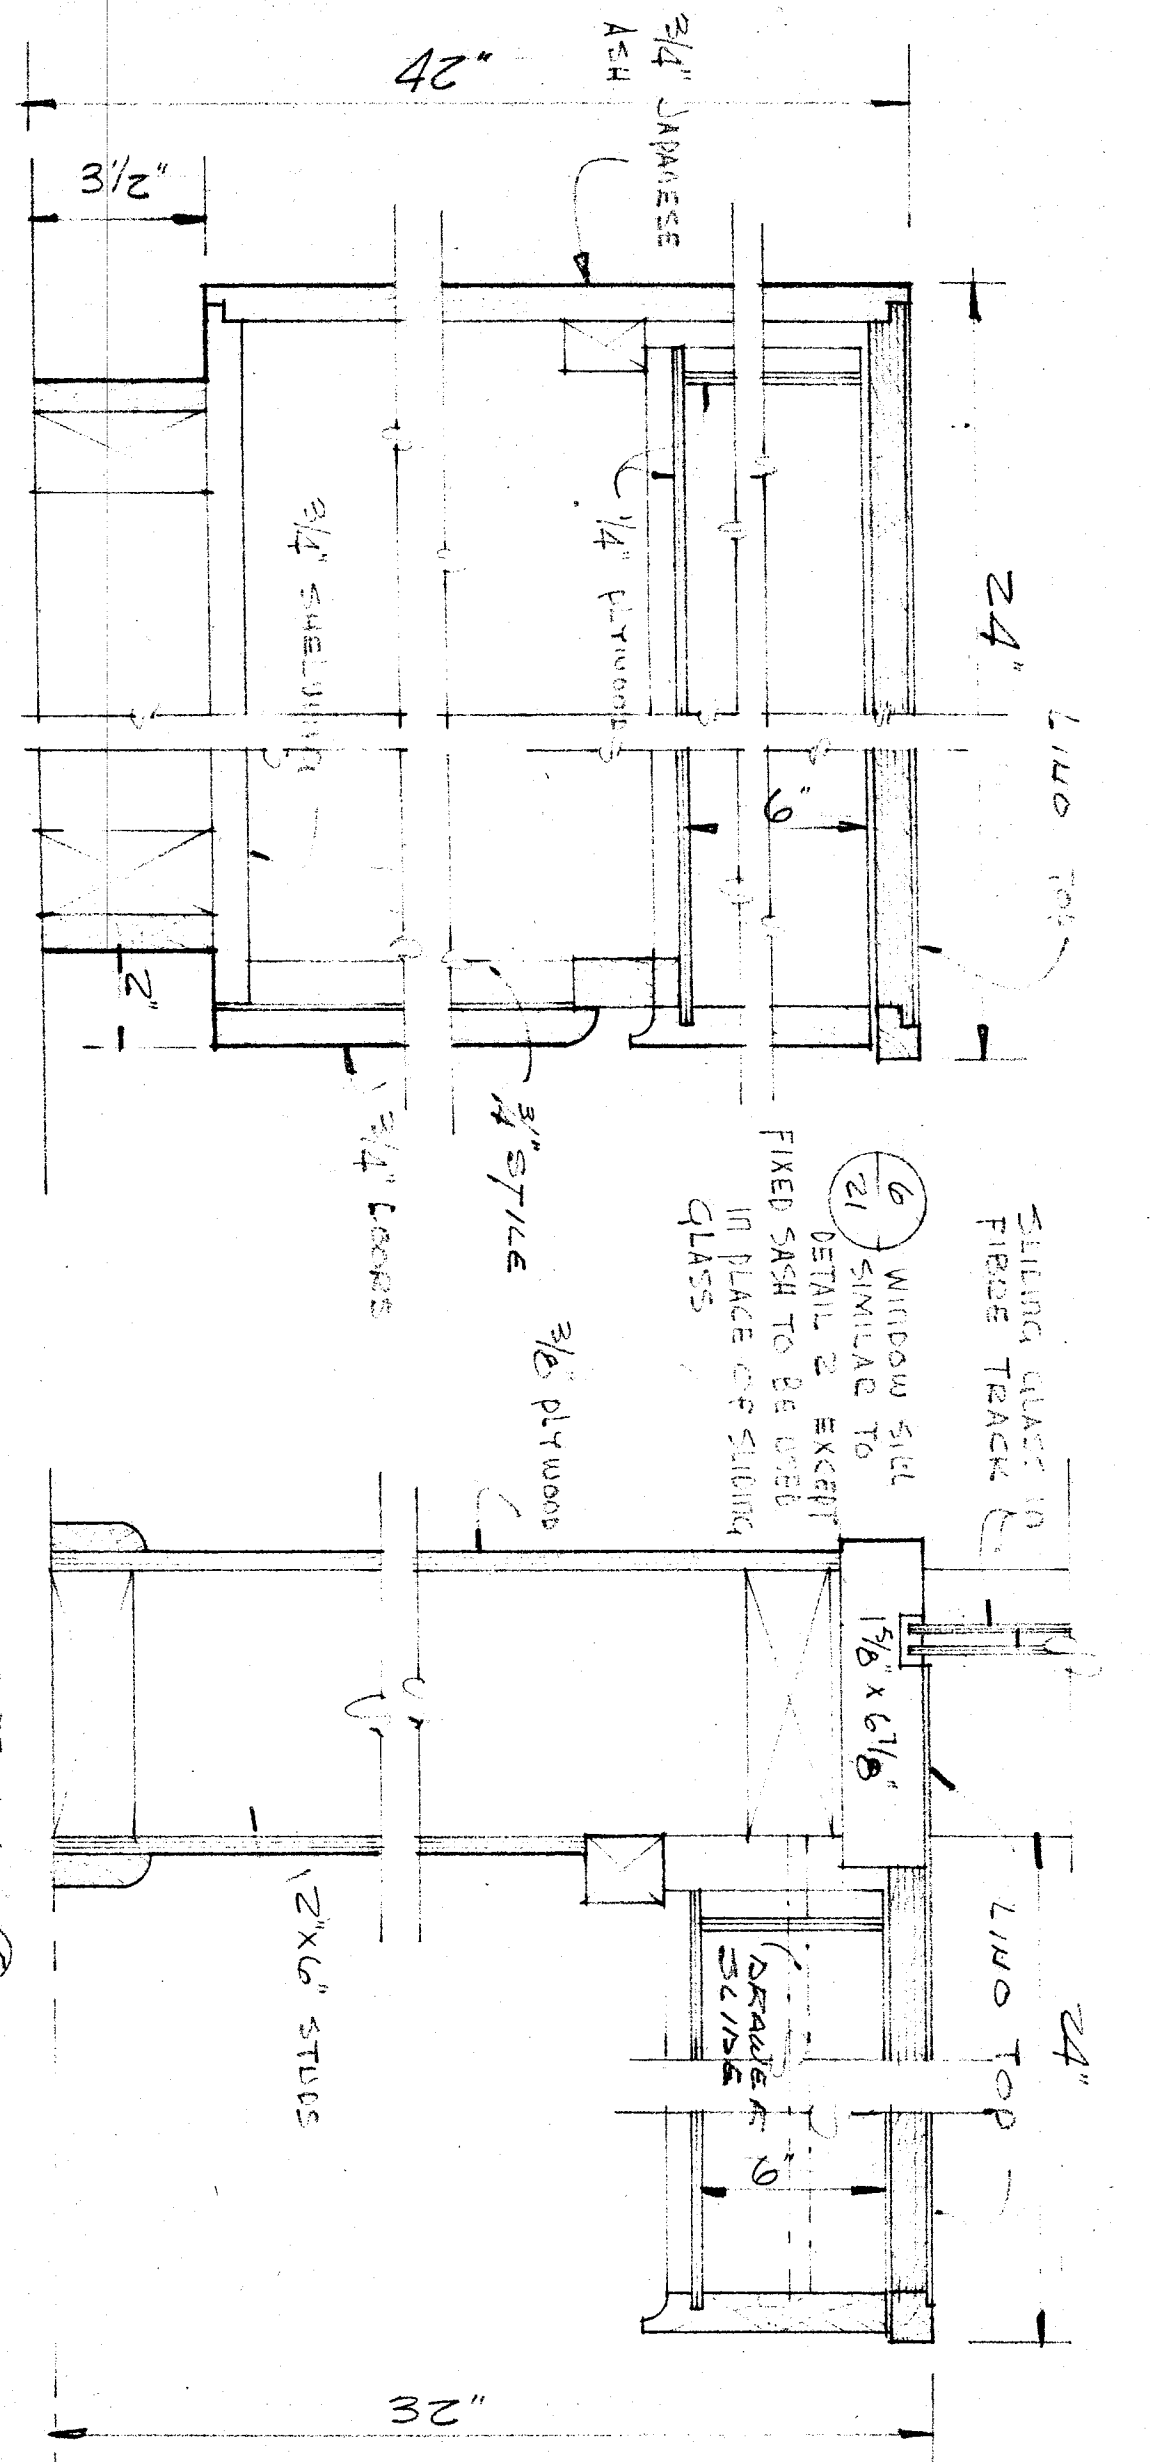 42"
3½"
3/4" JAPANESE
ASH
24"
LINO TOP
1/4" PLYWOOD
3/4" SHELVING
6"
2"
3/4" STILE
3/4" DOORS
SLIDING GLASS IN
FIBRE TRACK
6
21
WINDOW SILL
SIMILAR TO
DETAIL 2 EXCEPT
FIXED SASH TO BE USED
IN PLACE OF SLIDING
GLASS
3/8 PLYWOOD
1 5/8" x 6 7/8"
LINO TOP
24"
2"x6" STUDS
DRAWER
SLIDE
6"
32"